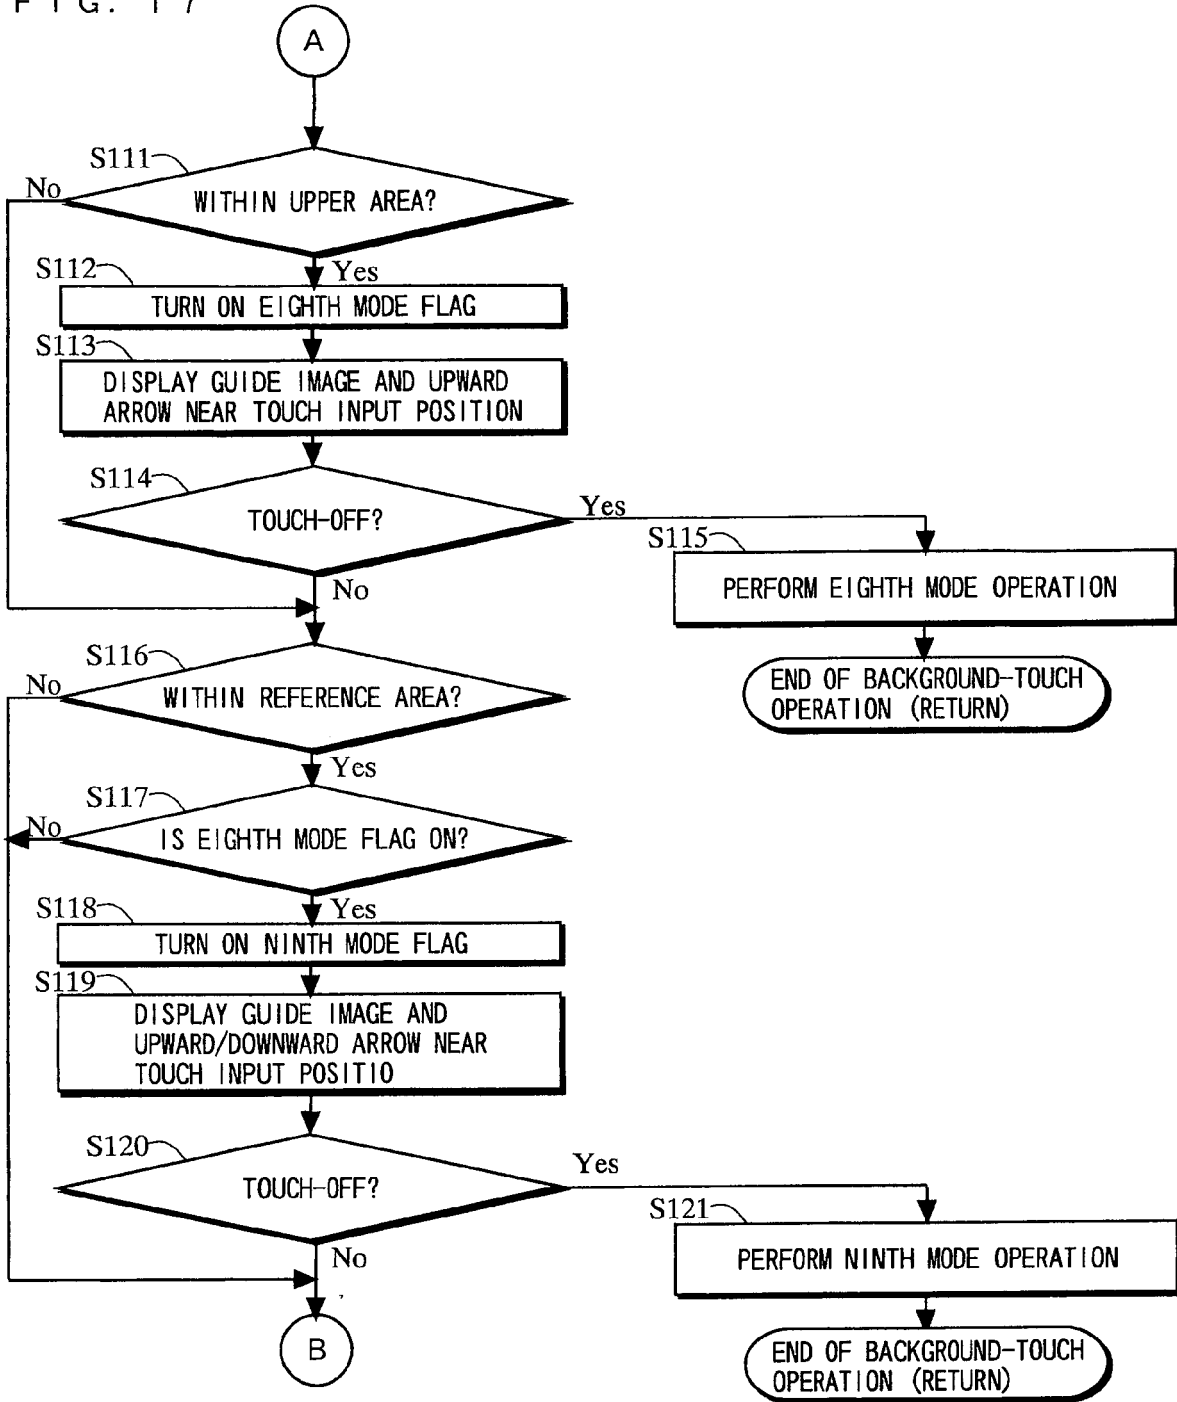 FIG. 17
A
S111
No
WITHIN UPPER AREA?
S112
Yes
TURN ON EIGHTH MODE FLAG
S113
DISPLAY GUIDE IMAGE AND UPWARD
ARROW NEAR TOUCH INPUT POSITION
S114
TOUCH-OFF?
Yes
S115
PERFORM EIGHTH MODE OPERATION
No
END OF BACKGROUND-TOUCH
OPERATION (RETURN)
S116
No
WITHIN REFERENCE AREA?
Yes
S117
No
IS EIGHTH MODE FLAG ON?
S118
Yes
TURN ON NINTH MODE FLAG
S119
DISPLAY GUIDE IMAGE AND
UPWARD/DOWNWARD ARROW NEAR
TOUCH INPUT POSITIO
S120
TOUCH-OFF?
Yes
S121
PERFORM NINTH MODE OPERATION
No
B
END OF BACKGROUND-TOUCH
OPERATION (RETURN)